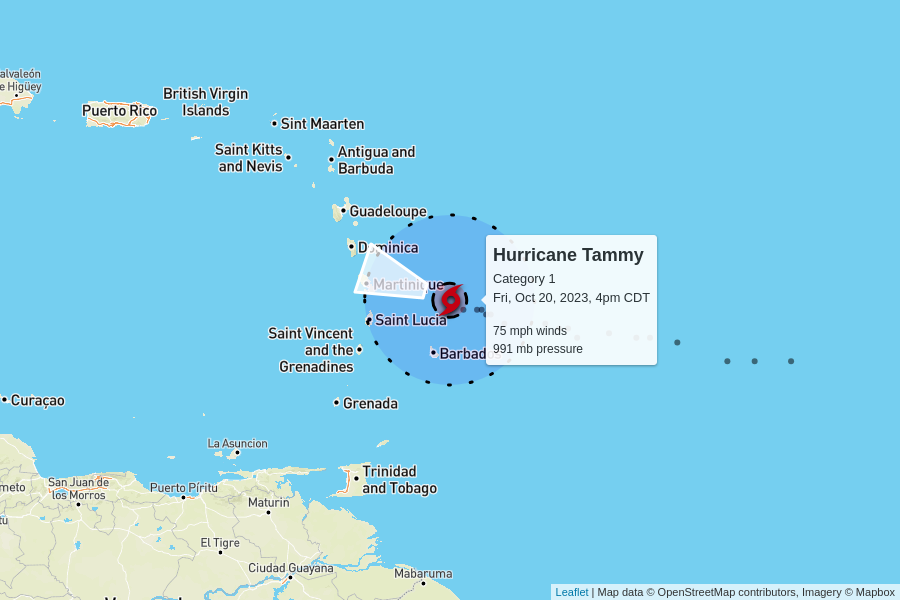 alvaleón
e Higüey
Puerto Rico
British Virgin
Islands
Sint Maarten
Saint Kitts
and Nevis
Antigua and
Barbuda
Guadeloupe
Dominica
Martinique
Saint Lucia
Saint Vincent
and the
Grenadines
Barbad
Grenada
Curaçao
Hurricane Tammy
Category 1
Fri, Oct 20, 2023, 4pm CDT
75 mph winds
991 mb pressure
La Asuncion
Trinidad
and Tobago
San Juan de
los Morros
meto
tu
Puerto Píritu
Maturin
El Tigre
Ciudad Guayana
Mabaruma
Leaflet | Map data © OpenStreetMap contributors, Imagery © Mapbox